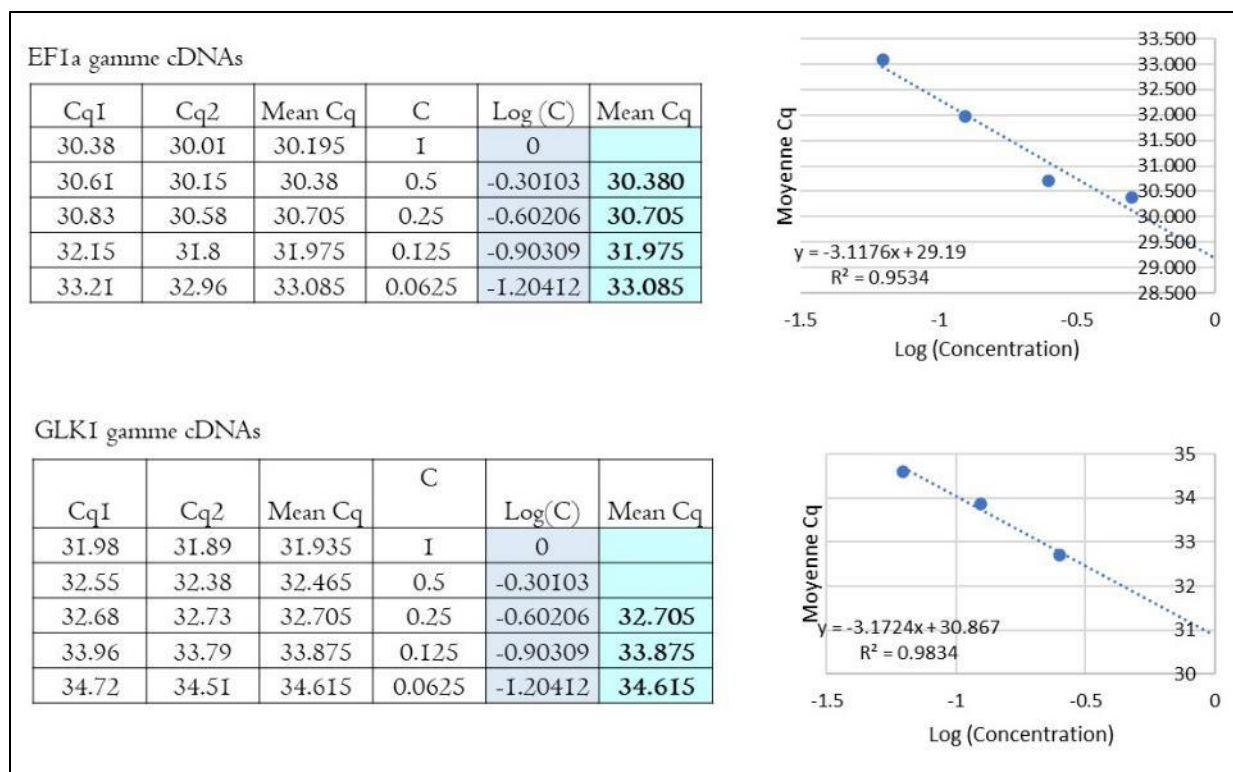 EF1a gamme cDNAs
Cq1 Cq2 Mean Cq C Log (C) Mean Cq
30.38 30.01 30.195 1 0
30.61 30.15 30.38 0.5 -0.30103 30.380
30.83 30.58 30.705 0.25 -0.60206 30.705
32.15 31.8 31.975 0.125 -0.90309 31.975
33.21 32.96 33.085 0.0625 -1.20412 33.085
33.500
33.000
32.500
32.000
31.500
31.000
30.500
30.000
29.500
29.000
28.500
Moyenne Cq
y = -3.1176x + 29.19
R² = 0.9534
-1.5 -1 -0.5 0
Log (Concentration)
GLK1 gamme cDNAs
Cq1 Cq2 Mean Cq C Log(C) Mean Cq
31.98 31.89 31.935 1 0
32.55 32.38 32.465 0.5 -0.30103
32.68 32.73 32.705 0.25 -0.60206 32.705
33.96 33.79 33.875 0.125 -0.90309 33.875
34.72 34.51 34.615 0.0625 -1.20412 34.615
35
34
33
32
31
30
Moyenne Cq
y = -3.1724x + 30.867
R² = 0.9834
-1.5 -1 -0.5 0
Log (Concentration)